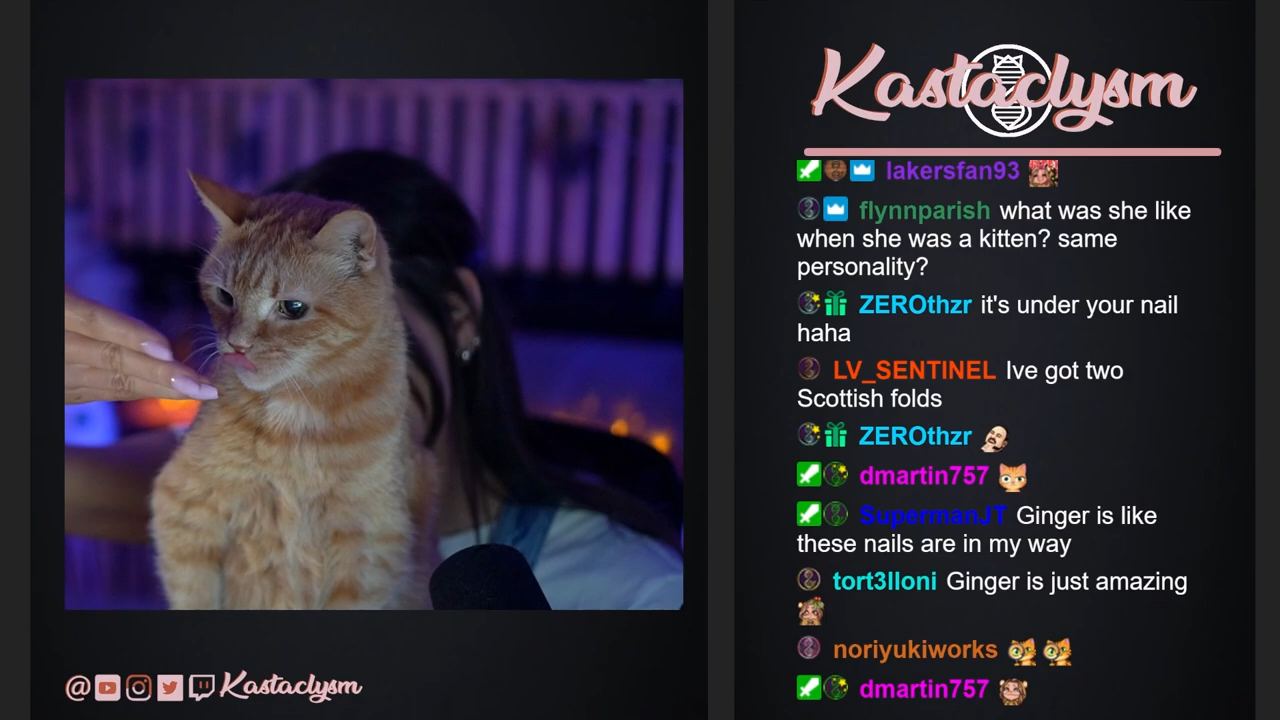 Kastaclysm
lakersfan93
flynnparish what was she like
when she was a kitten? same
personality?
ZEROthzr it's under your nail
haha
LV_SENTINEL Ive got two
Scottish folds
ZEROthzr
dmartin757
SupermanJT Ginger is like
these nails are in my way
tort3lloni Ginger is just amazing
noriyukiworks
dmartin757
@ Kastaclysm